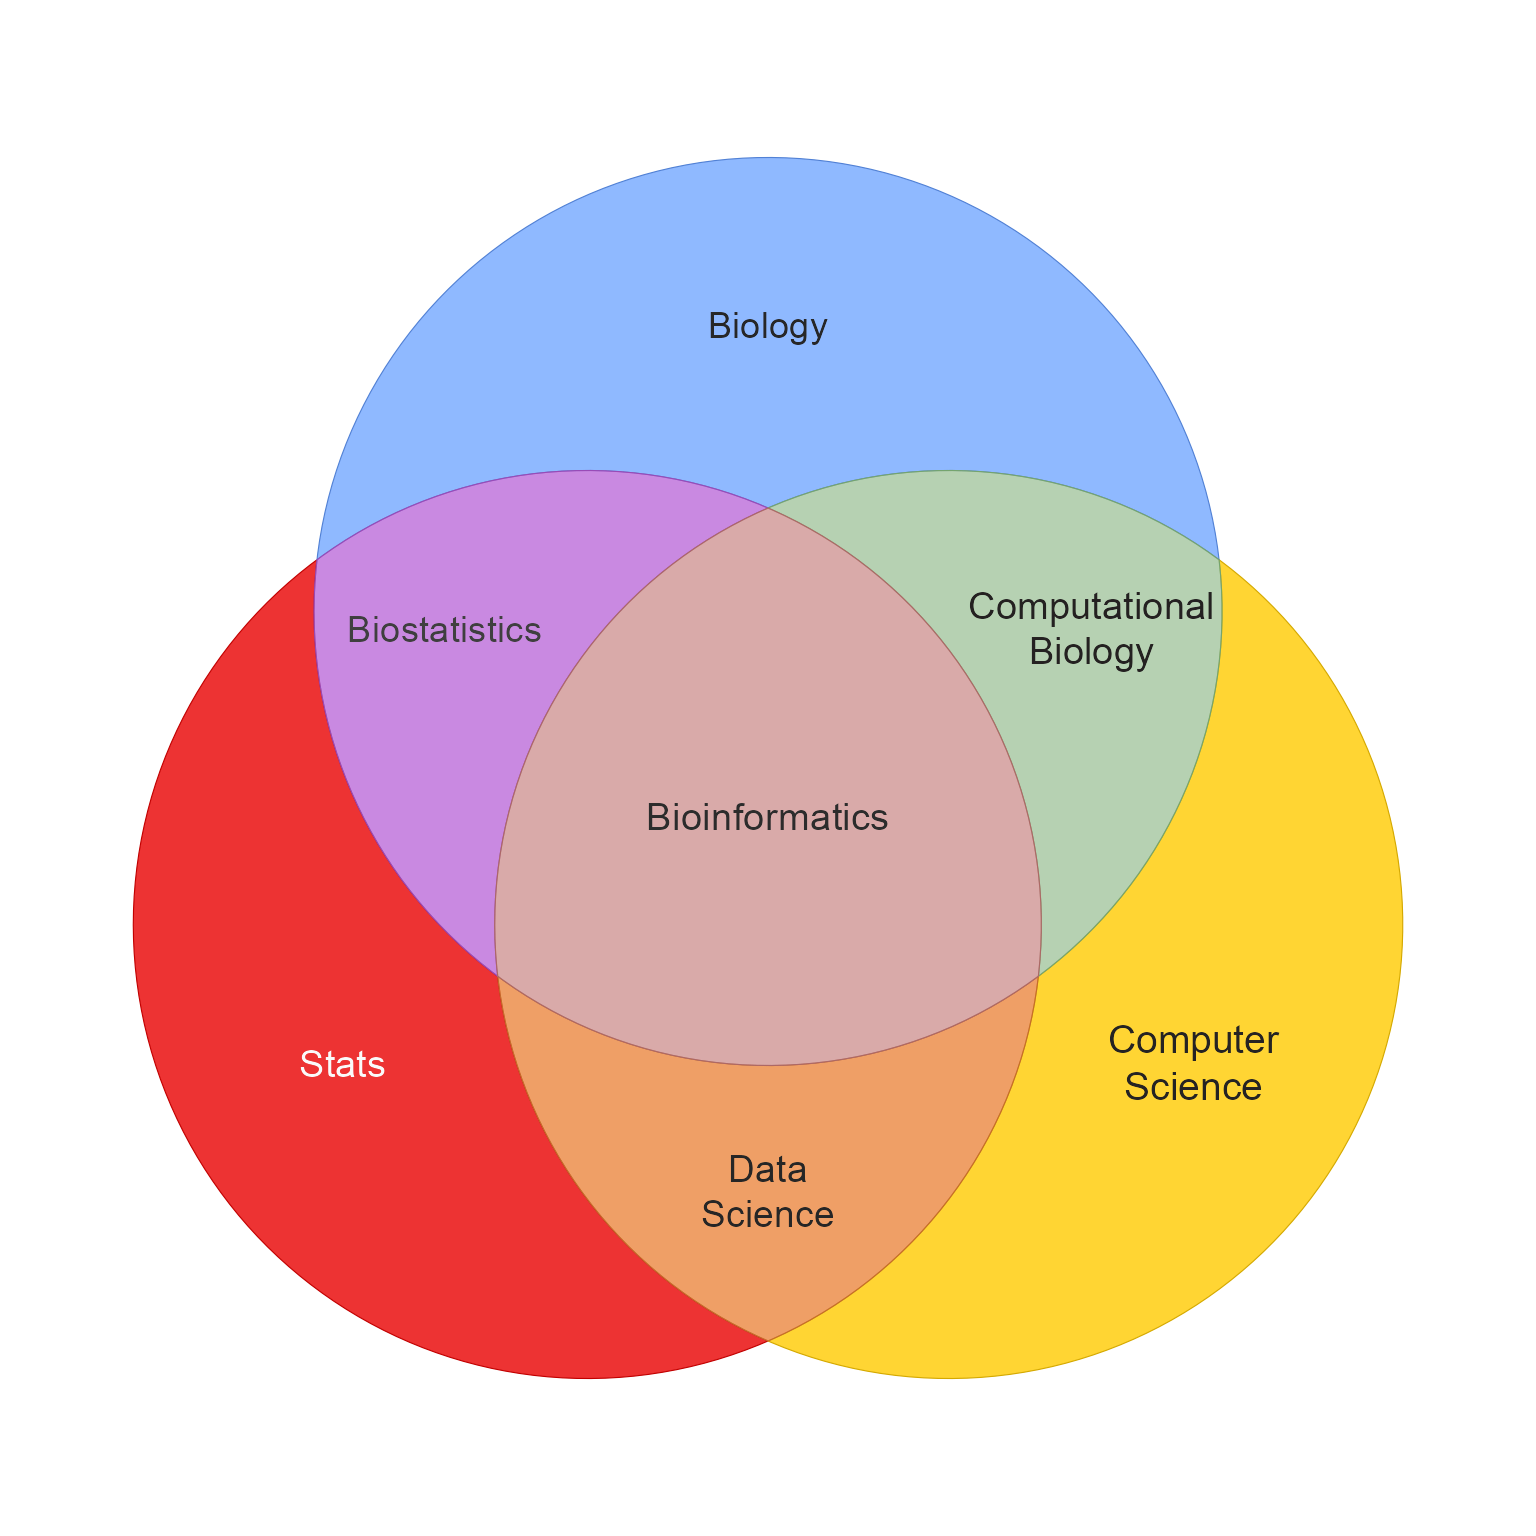 Biology
Biostatistics
Computational
Biology
Bioinformatics
Stats
Computer
Science
Data
Science